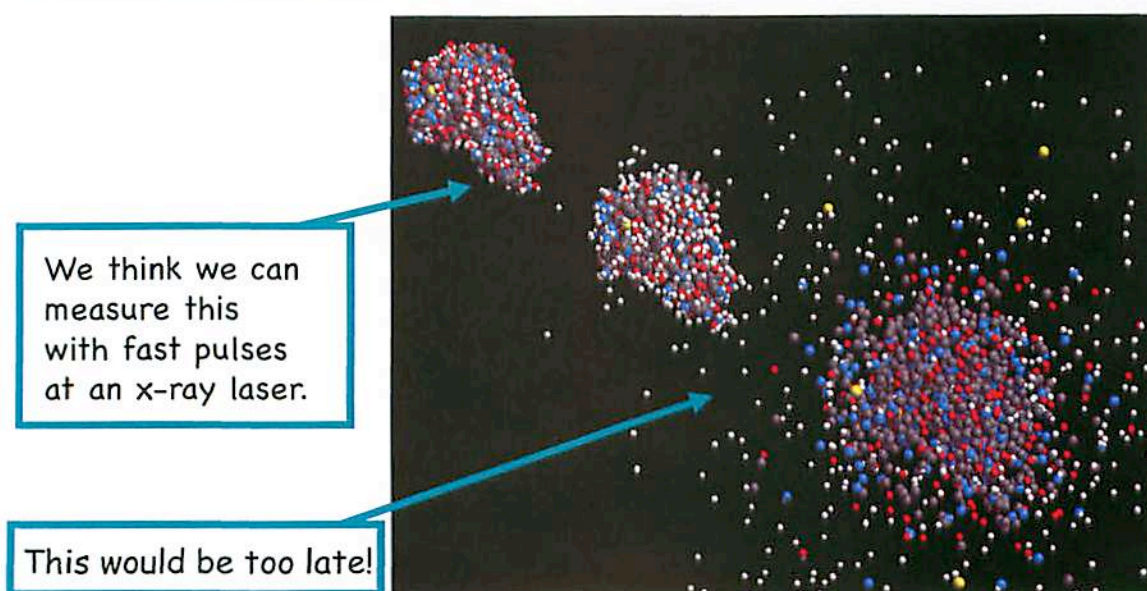 We think we can
measure this
with fast pulses
at an x-ray laser.
This would be too late!